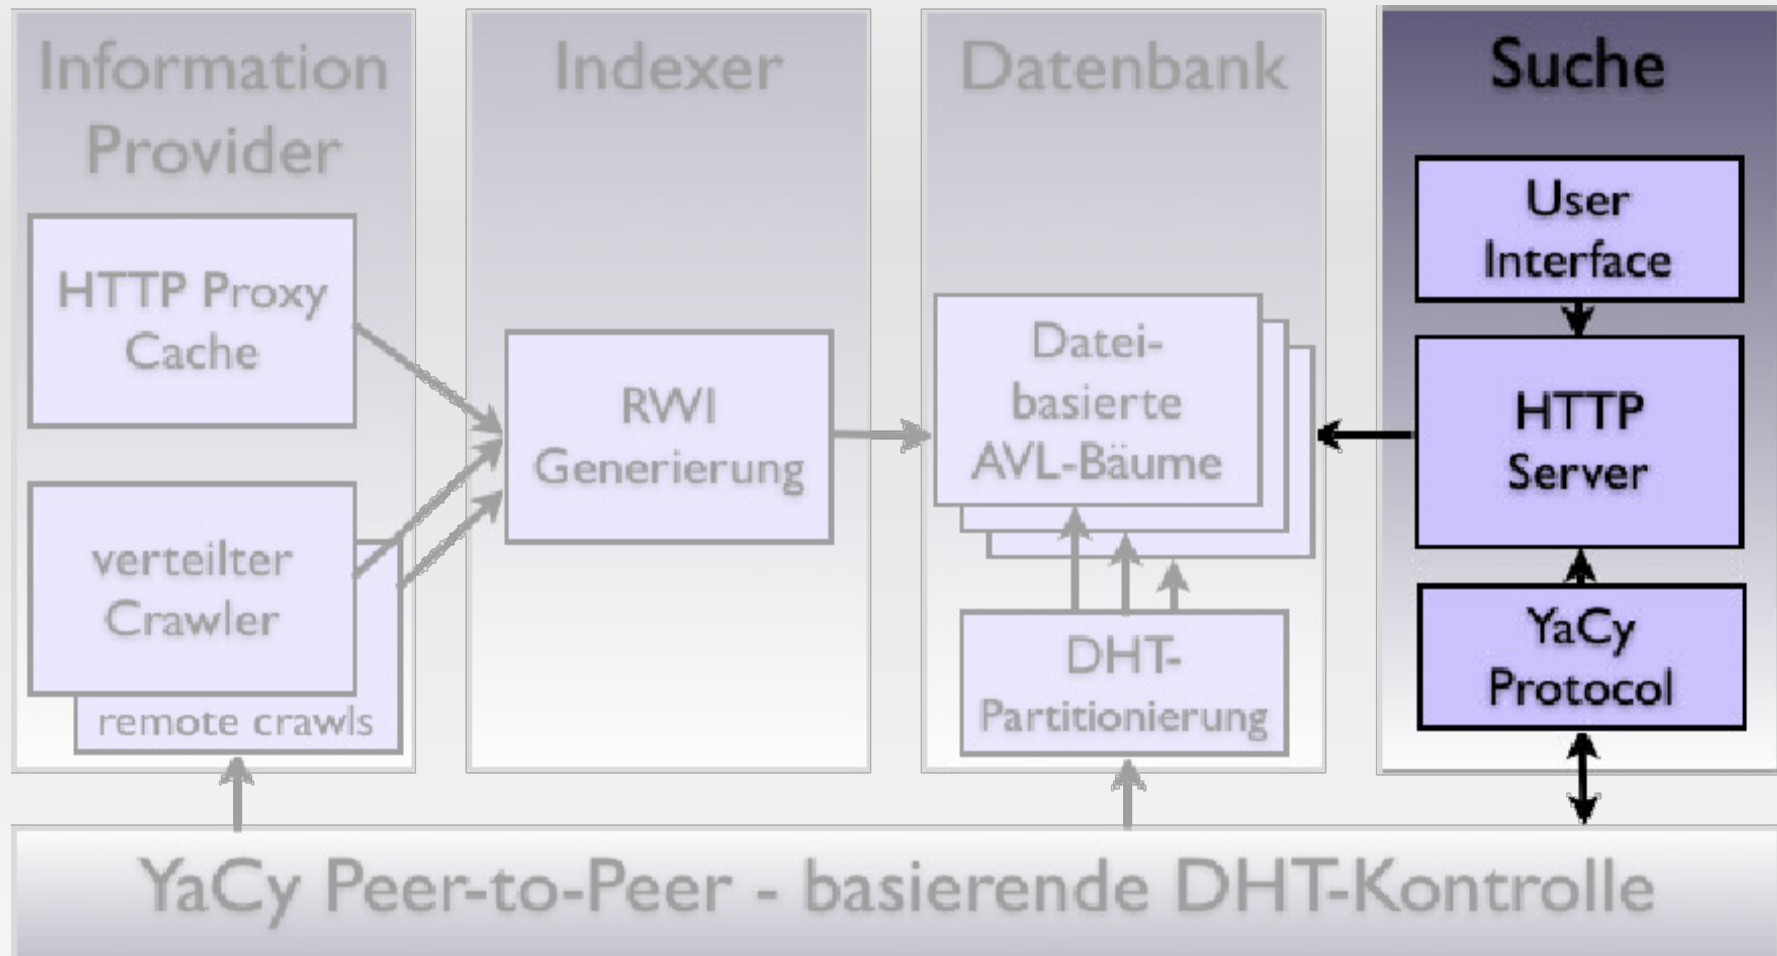 Information
Provider
HTTP Proxy
Cache
verteilter
Crawler
remote crawls
Indexer
RWI
Generierung
Datenbank
Datei-
basierte
AVL-Bäume
DHT-
Partitionierung
Suche
User
Interface
HTTP
Server
YaCy
Protocol
YaCy Peer-to-Peer - basierende DHT-Kontrolle